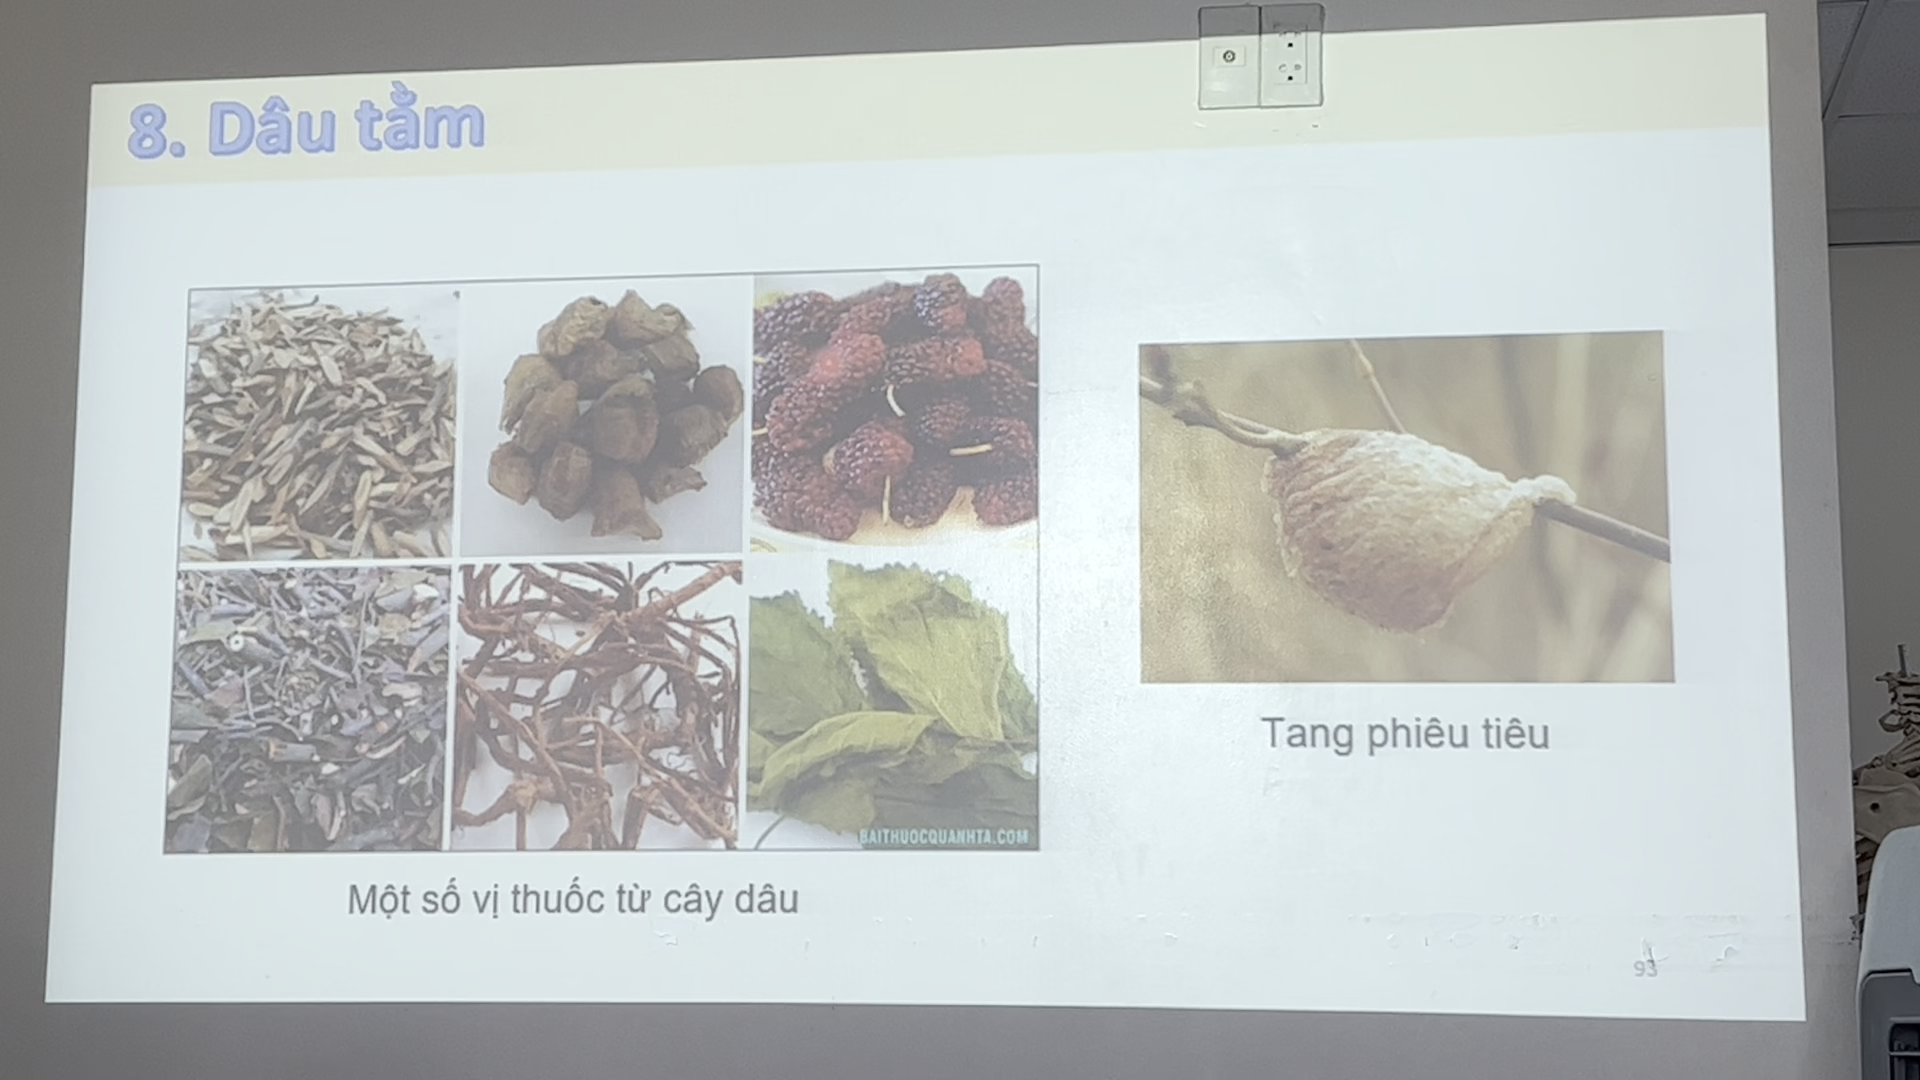 8. Dâu tằm
BAITHUOCQUANHTA.COM
Tang phiêu tiêu
Một số vị thuốc từ cây dâu
93